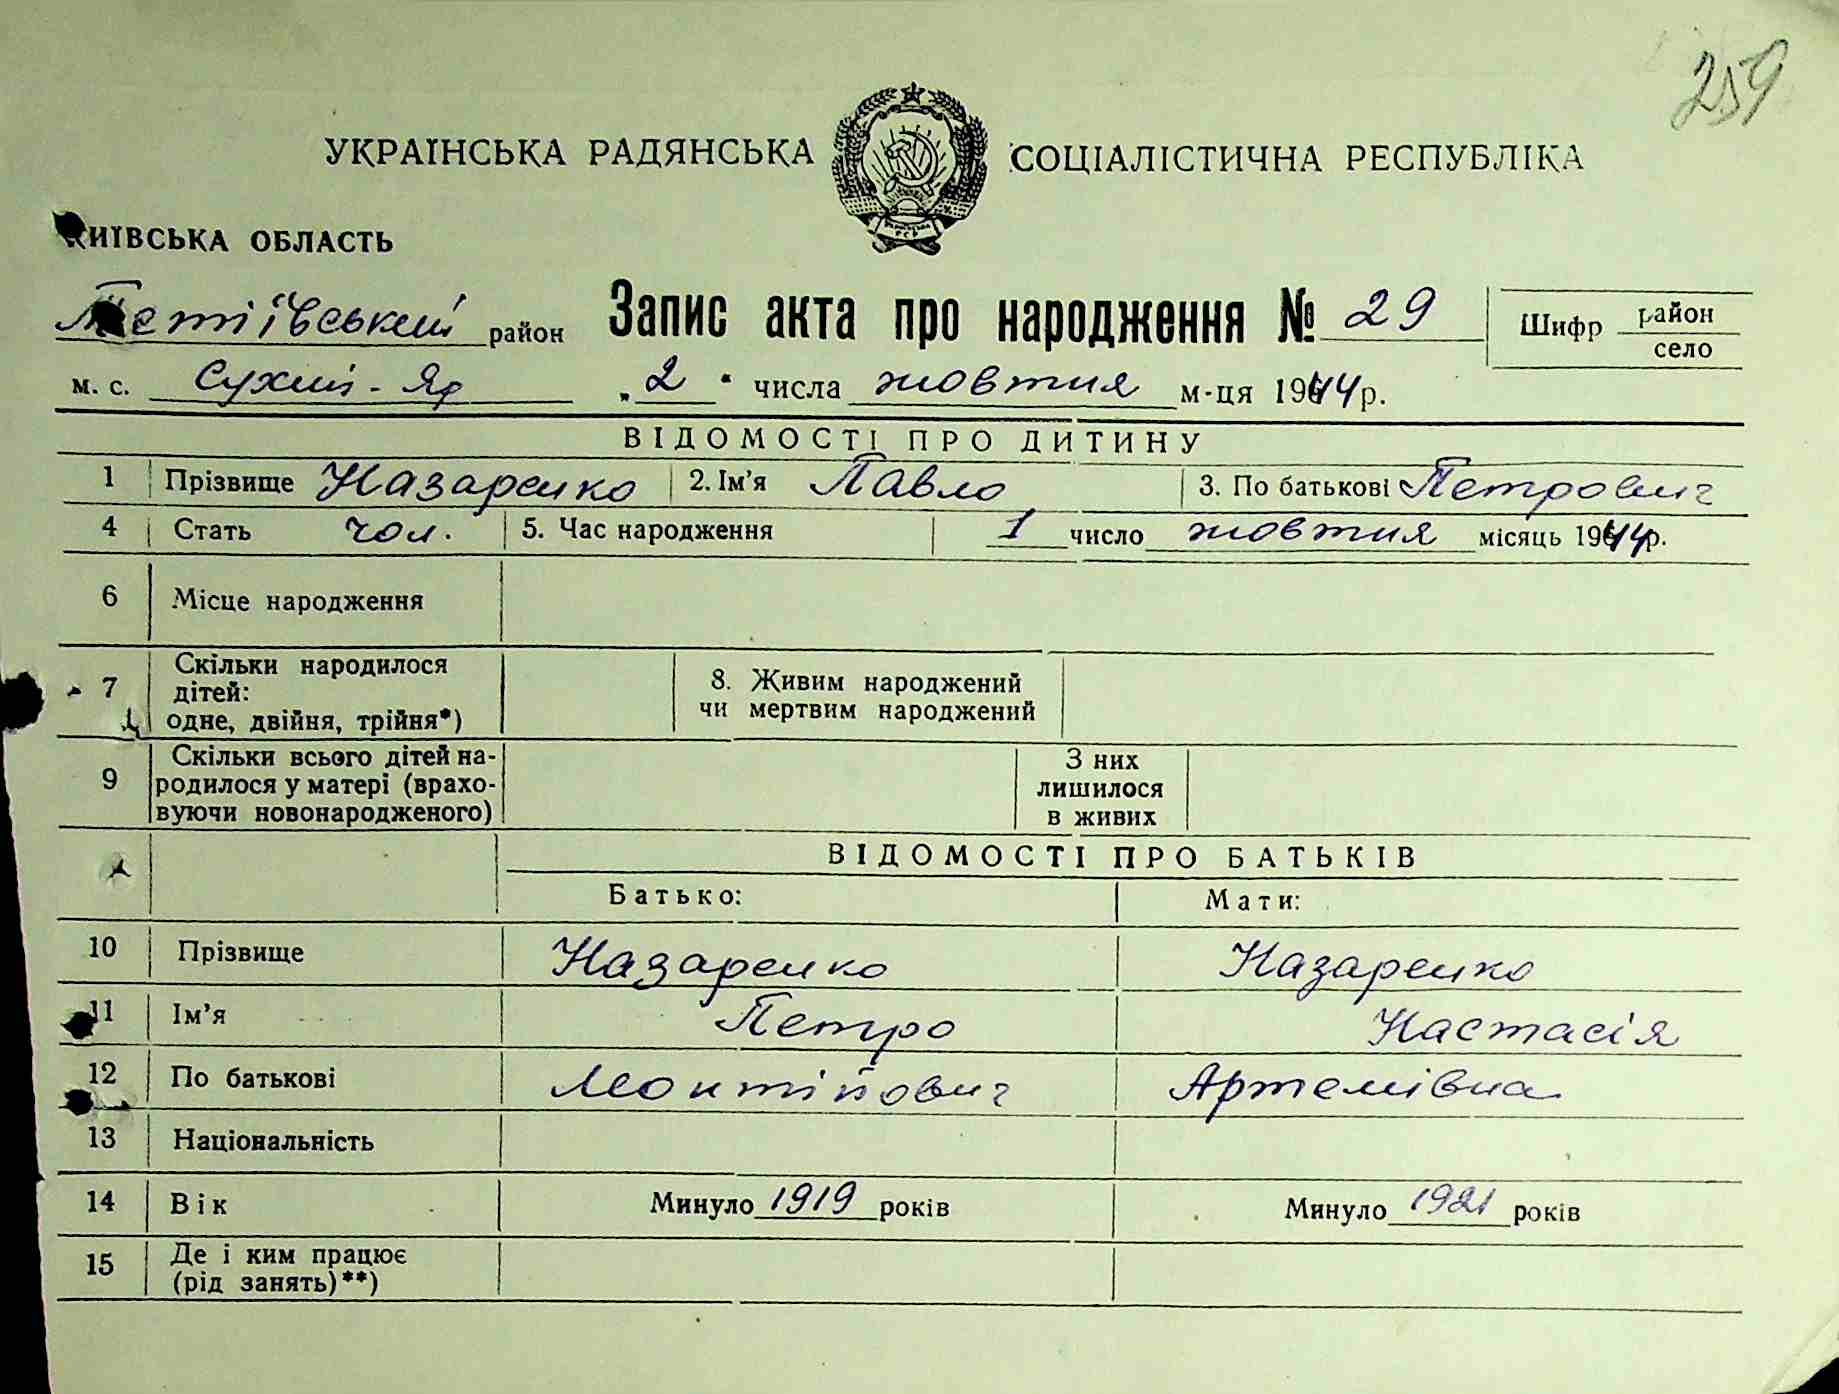 259
УКРАЇНСЬКА РАДЯНСЬКА СОЦІАЛІСТИЧНА РЕСПУБЛІКА
КИЇВСЬКА ОБЛАСТЬ
Тетіївський район Запис акта про народження № 29 Шифр район село
м. с. Сухий-Яр „2" числа жовтня м-ця 1944 р.
ВІДОМОСТІ ПРО ДИТИНУ
1 Прізвище Назаренко 2. Ім'я Павло 3. По батькові Петрович
4 Стать чол. 5. Час народження 1 число жовтня місяць 1944 р.
6 Місце народження
7 Скільки народилося дітей: одне, двійня, трійня*) 8. Живим народжений чи мертвим народжений
9 Скільки всього дітей народилося у матері (враховуючи новонародженого) З них лишилося в живих
ВІДОМОСТІ ПРО БАТЬКІВ
Батько: Мати:
10 Прізвище Назаренко Назаренко
11 Ім'я Петро Настасія
12 По батькові Артемівна
13 Національність
14 Вік Минуло 1919 років Минуло 1921 років
15 Де і ким працює (рід занять)**)